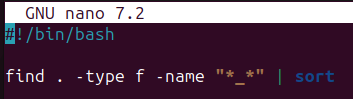 GNU nano 7.2
#!/bin/bash
find . -type f -name "*_*" | sort